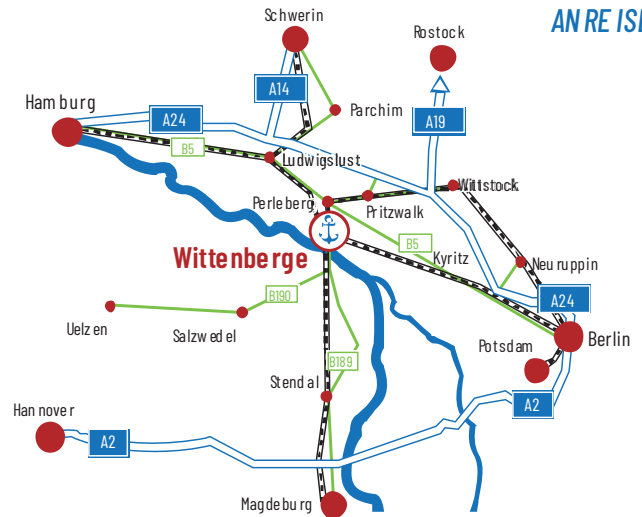 Schwerin
ANREISE
Rostock
A14
Hamburg
A24
Parchim
A19
B5
Ludwigslust
Perleberg
Pritzwalk
Wittstock
Wittenberge
B5
Kyritz
Neuruppin
B190
A24
Uelzen
Salzwedel
Berlin
Potsdam
B189
Stendal
A2
Hannover
A2
Magdeburg